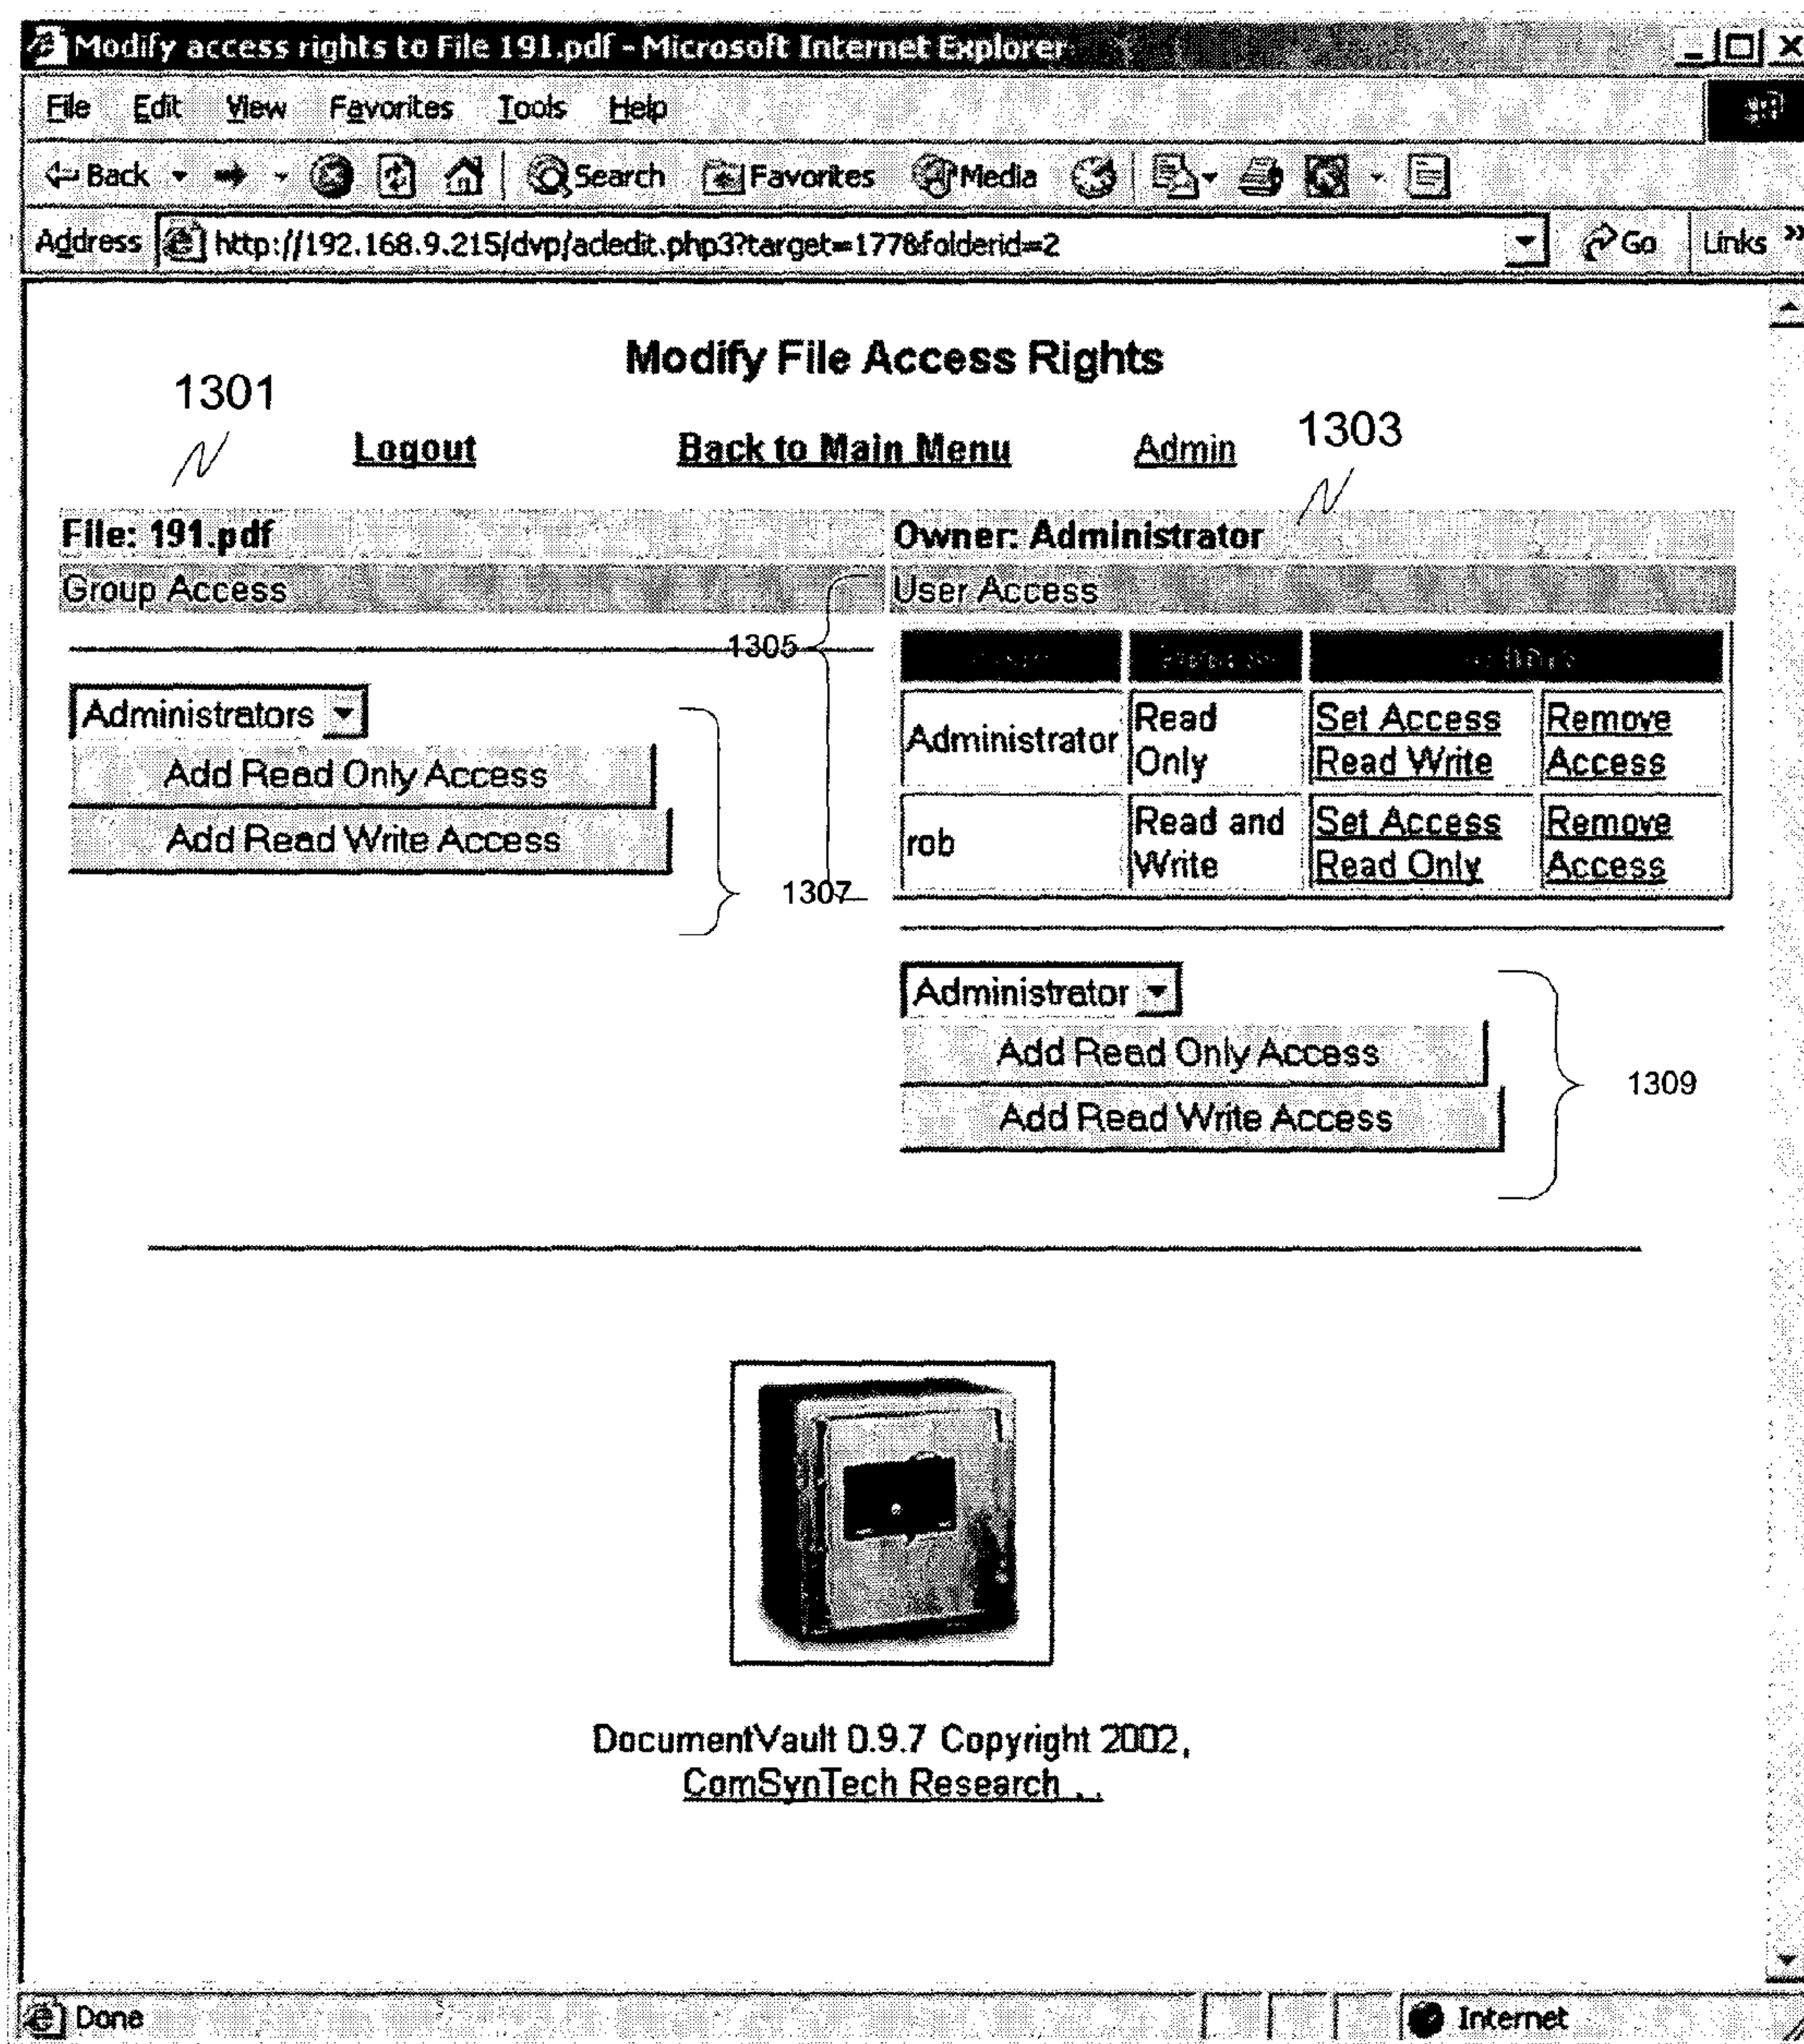 Modify access rights to File 191.pdf - Microsoft Internet Explorer
File Edit View Favorites Tools Help
Back Search Favorites Media
Address http://192.168.9.215/dvp/acledit.php3?target=177&folderid=2 Go Links »
Modify File Access Rights
1301
1303
Logout Back to Main Menu Admin
File: 191.pdf Owner: Administrator
Group Access User Access
1305
Administrators
Add Read Only Access
Add Read Write Access
1307
Administrator Read Only Set Access Read Write Remove Access
rob Read and Write Set Access Read Only Remove Access
Administrator
Add Read Only Access
Add Read Write Access
1309
DocumentVault 0.9.7 Copyright 2002,
ComSynTech Research . .
Done Internet